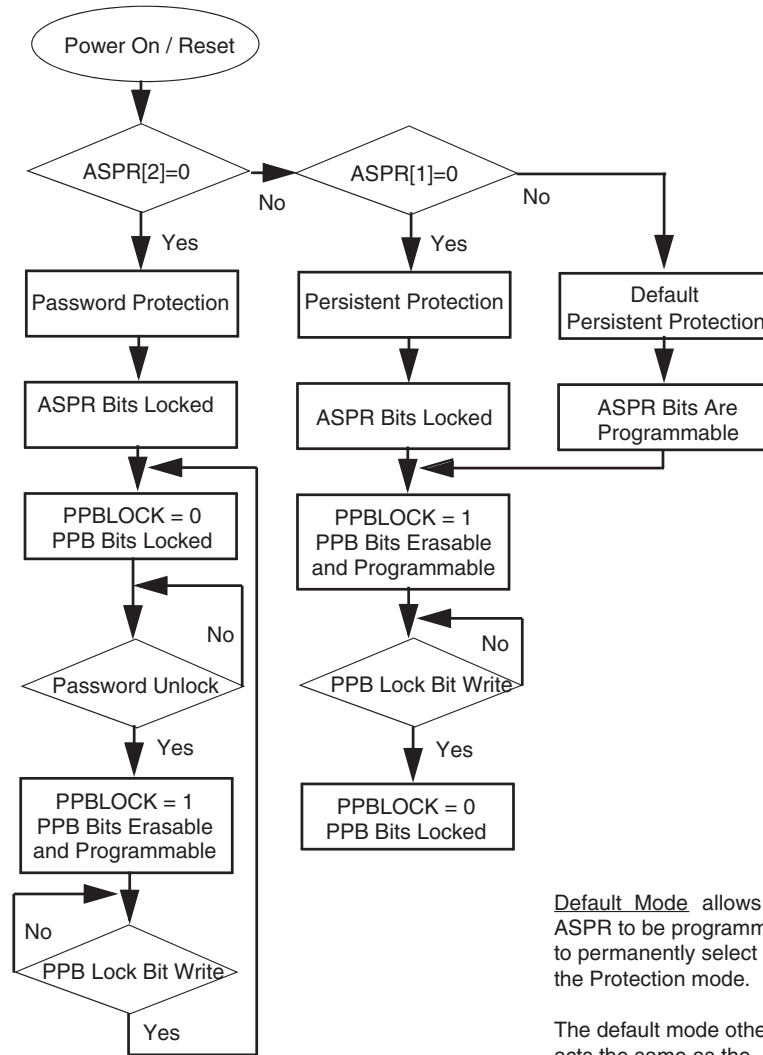 Power On / Reset
ASPR[2]=0
No
ASPR[1]=0
No
Yes
Yes
Password Protection
Persistent Protection
Default
Persistent Protection
ASPR Bits Locked
ASPR Bits Locked
ASPR Bits Are
Programmable
PPBLOCK = 0
PPB Bits Locked
PPBLOCK = 1
PPB Bits Erasable
and Programmable
No
No
Password Unlock
PPB Lock Bit Write
Yes
Yes
PPBLOCK = 1
PPB Bits Erasable
and Programmable
PPBLOCK = 0
PPB Bits Locked
No
PPB Lock Bit Write
Yes
Default Mode allows
ASPR to be
to permanently select
the Protection mode.
The default mode
acts the same as the